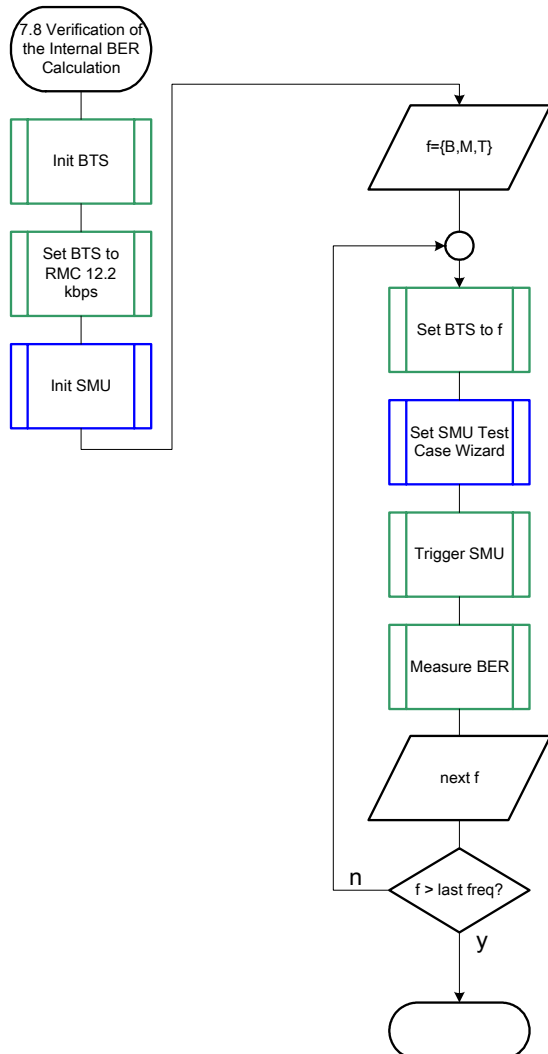 7.8 Verification of
the Internal BER
Calculation
Init BTS
Set BTS to
RMC 12.2
kbps
Init SMU
f={B,M,T}
Set BTS to f
Set SMU Test
Case Wizard
Trigger SMU
Measure BER
next f
f > last freq?
n
y